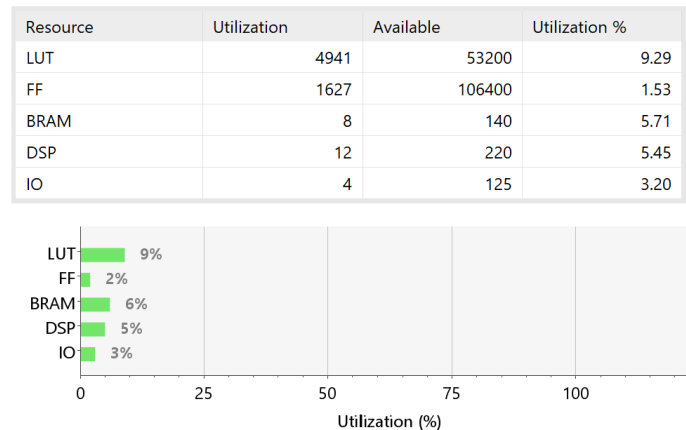 Resource Utilization Available Utilization %
LUT 4941 53200 9.29
FF 1627 106400 1.53
BRAM 8 140 5.71
DSP 12 220 5.45
IO 4 125 3.20
LUT 9%
FF 2%
BRAM 6%
DSP 5%
IO 3%
0 25 50 75 100
Utilization (%)